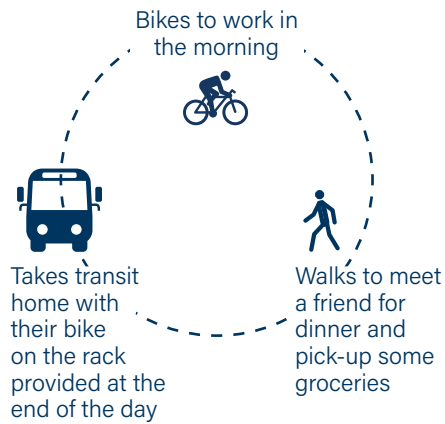 Bikes to work in
the morning
Walks to meet
a friend for
dinner and
pick-up some
groceries
Takes transit
home with
their bike
on the rack
provided at the
end of the day